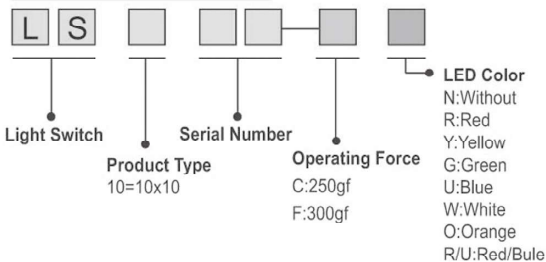 L S
LED Color
N:Without
R:Red
Light Switch
Serial Number
Y:Yellow
Product Type
Operating Force
G:Green
10=10x10
C:250gf
U:Blue
F:300gf
W:White
O:Orange
R/U:Red/Bule